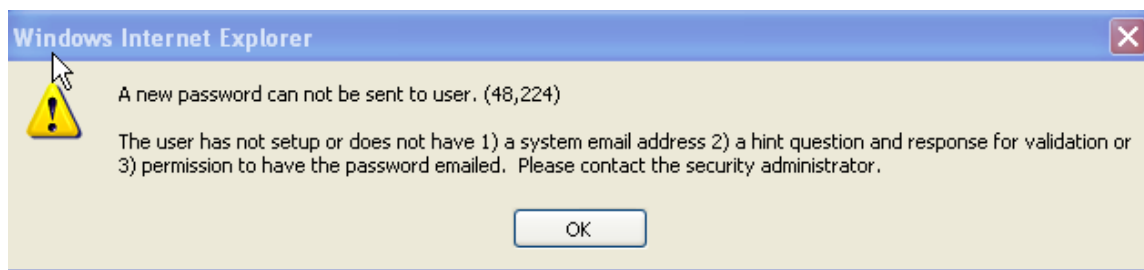 Windows Internet Explorer
A new password can not be sent to user. (48,224)
The user has not setup or does not have 1) a system email address 2) a hint question and response for validation or
3) permission to have the password emailed.  Please contact the security administrator.
OK